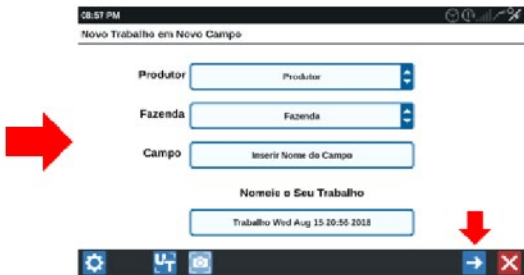 08:57 PM
Novo Trabalho em Novo Campo
Produtor Produtor
Fazenda Fazenda
Campo Inserir Nome do Campo
Nomeie o Seu Trabalho
Trabalho Wed Aug 15 20:56 2018
UT